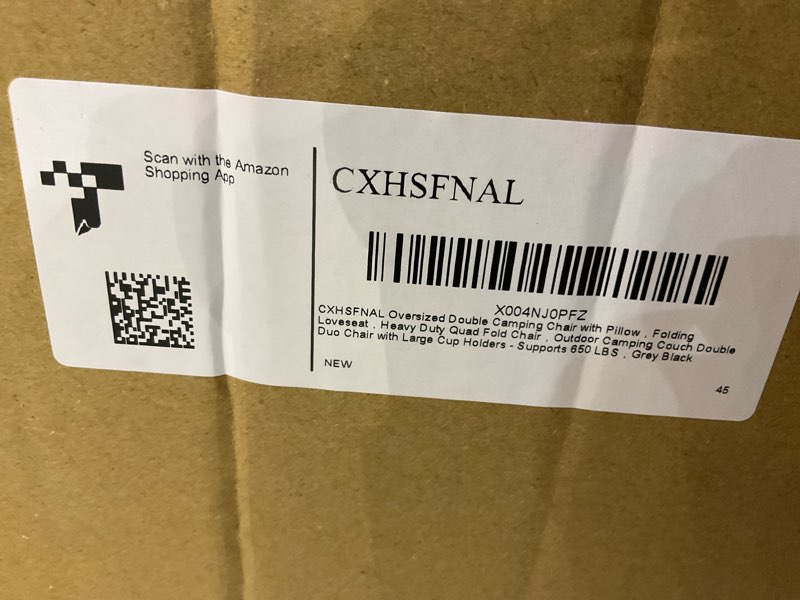 Scan with the Amazon
Shopping App
CXHSFNAL
X004NJ0PFZ
CXHSFNAL Oversized Double Camping Chair with Pillow , Folding
Loveseat , Heavy Duty Quad Fold Chair , Outdoor Camping Couch Double
Duo Chair with Large Cup Holders - Supports 650 LBS , Grey Black
NEW
45